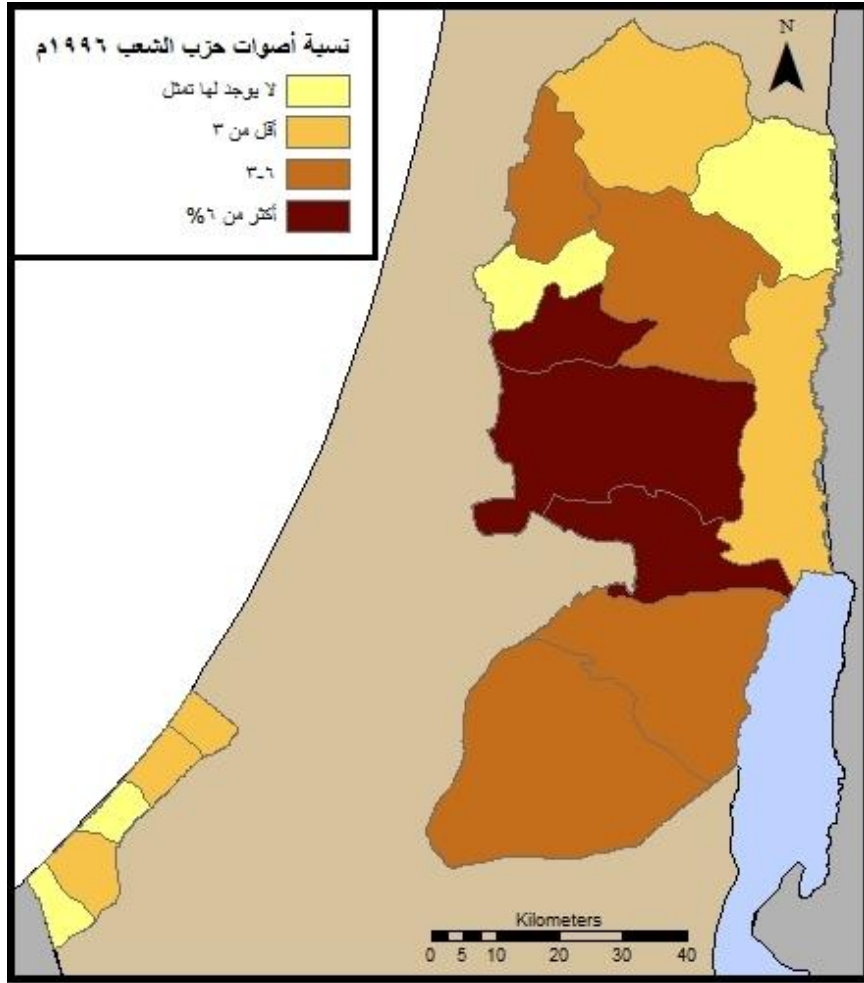 نسبة أصوات حزب الشعب ١٩٩٦م
لا يوجد لها تمثل
أقل من ٣
٣-٦
أكثر من ٦%
N
Kilometers
0 5 10 20 30 40